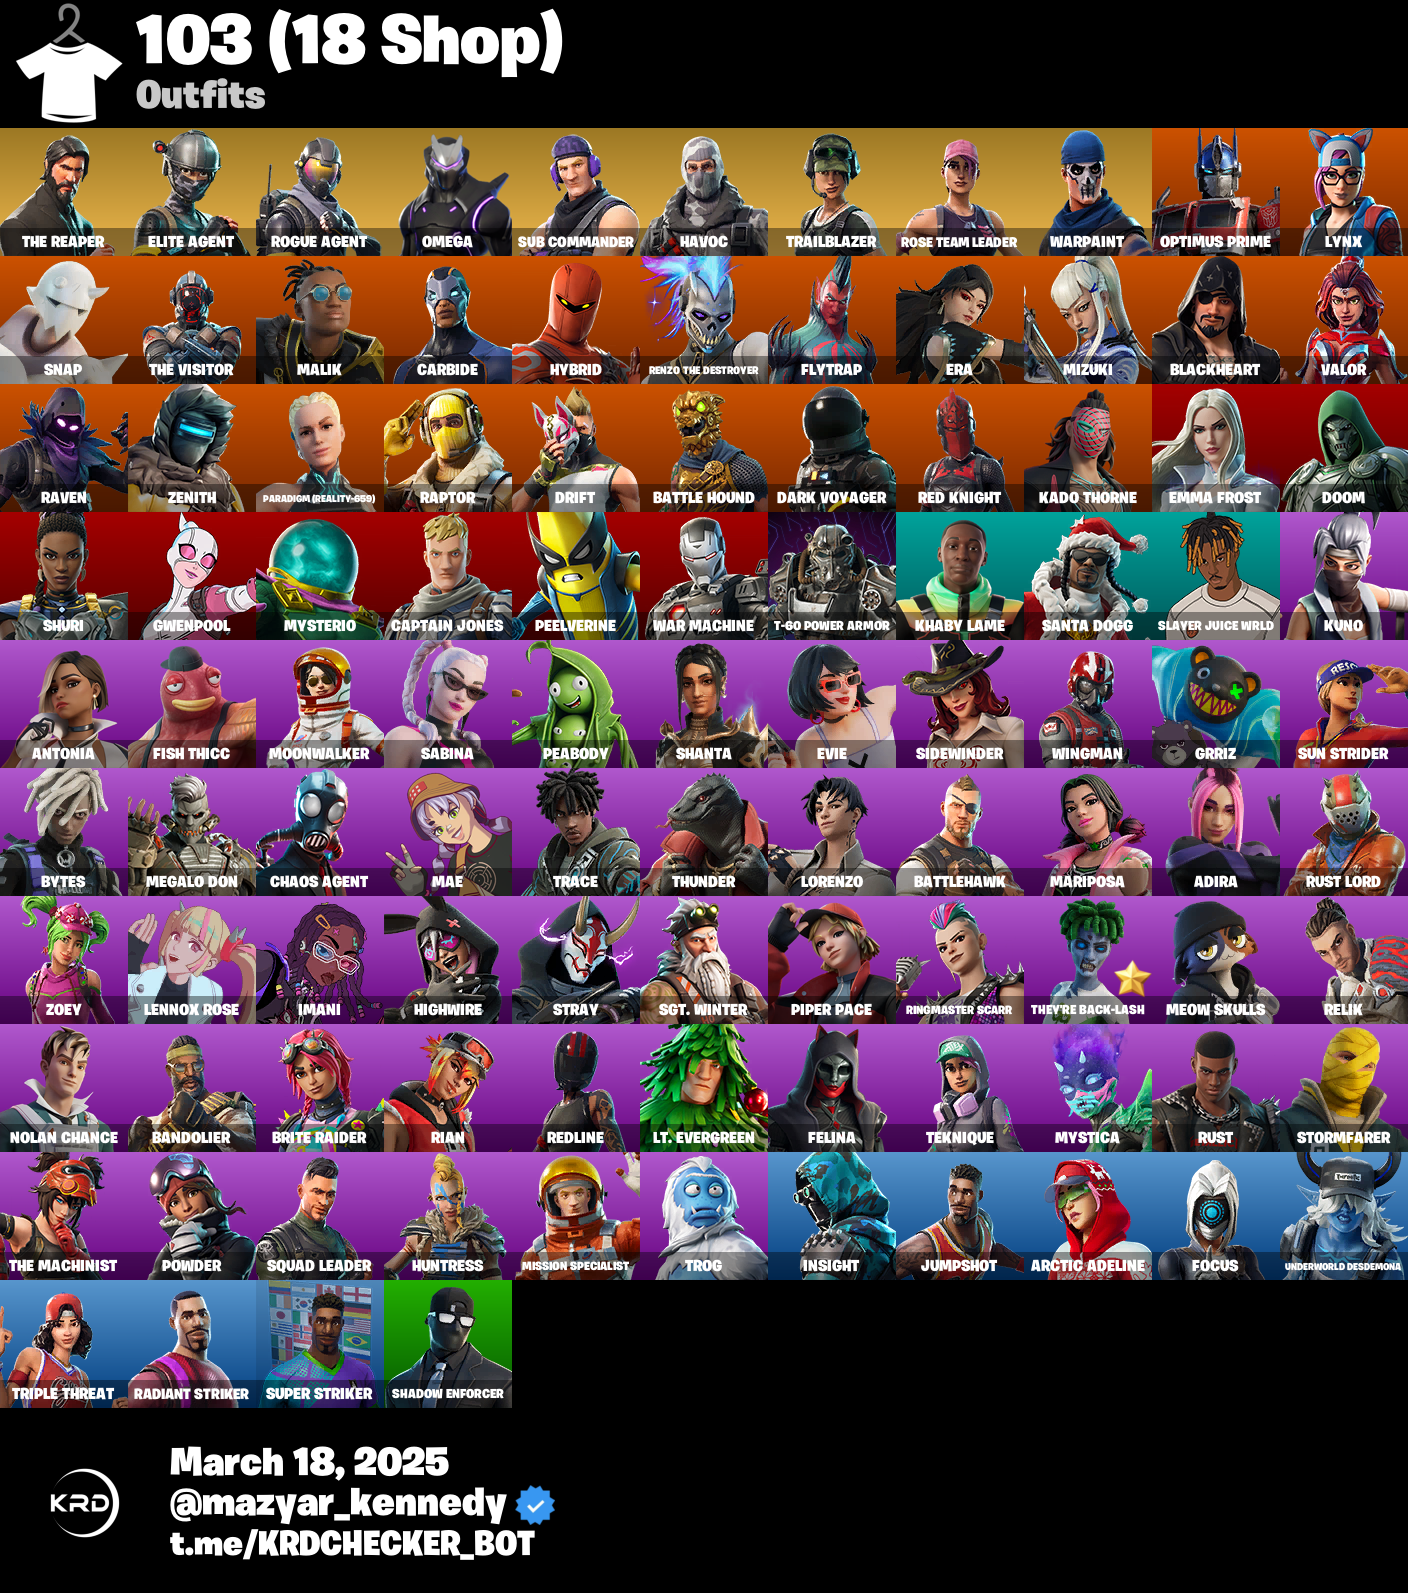 103 (18 Shop)
Outfits
THE REAPER
ELITE AGENT
ROGUE AGENT
OMEGA
SUB COMMANDER
HAVOC
TRAILBLAZER
ROSE TEAM LEADER
WARPAINT
OPTIMUS PRIME
LYNX
SNAP
THE VISITOR
MALIK
CARBIDE
HYBRID
RENZO THE DESTROYER
FLYTRAP
ERA
MIZUKI
BLACKHEART
VALOR
RAVEN
ZENITH
PARADIGM (REALITY-659)
RAPTOR
DRIFT
BATTLE HOUND
DARK VOYAGER
RED KNIGHT
KADO THORNE
EMMA FROST
DOOM
SHURI
GWENPOOL
MYSTERIO
CAPTAIN JONES
PEELVERINE
WAR MACHINE
T-60 POWER ARMOR
KHABY LAME
SANTA DOGG
SLAYER JUICE WRLD
KUNO
ANTONIA
FISH THICC
MOONWALKER
SABINA
PEABODY
SHANTA
EVIE
SIDEWINDER
WINGMAN
GRRIZ
SUN STRIDER
BYTES
MEGALO DON
CHAOS AGENT
MAE
TRACE
THUNDER
LORENZO
BATTLEHAWK
MARIPOSA
ADIRA
RUST LORD
ZOEY
LENNOX ROSE
IMANI
HIGHWIRE
STRAY
SGT. WINTER
PIPER PACE
RINGMASTER SCARR
THEY'RE BACK-LASH
MEOW SKULLS
RELIK
NOLAN CHANCE
BANDOLIER
BRITE RAIDER
RIAN
REDLINE
LT. EVERGREEN
FELINA
TEKNIQUE
MYSTICA
RUST
STORMFARER
THE MACHINIST
POWDER
SQUAD LEADER
HUNTRESS
MISSION SPECIALIST
TROG
INSIGHT
JUMPSHOT
ARCTIC ADELINE
FOCUS
UNDERWORLD DESDEMONA
TRIPLE THREAT
RADIANT STRIKER
SUPER STRIKER
SHADOW ENFORCER
KRD
March 18, 2025
@mazyar_kennedy
t.me/KRDCHECKER_BOT